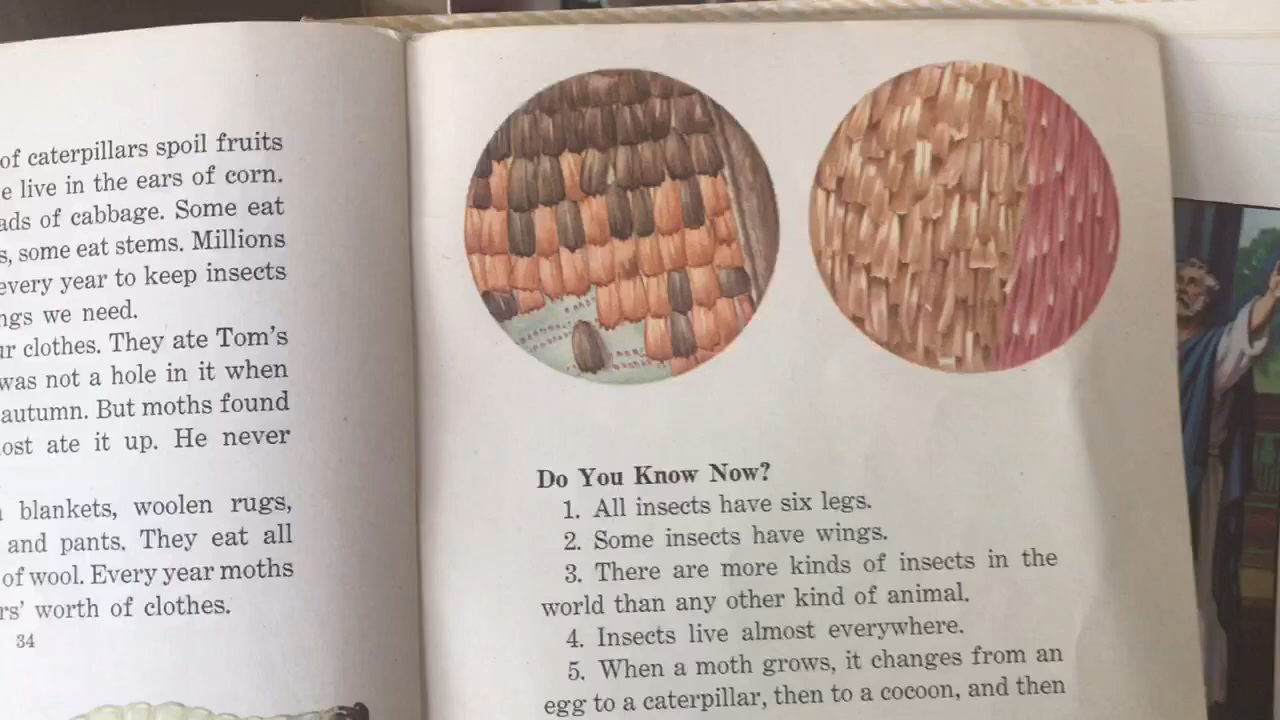 of caterpillars spoil fruits
e live in the ears of corn.
ads of cabbage. Some eat
s, some eat stems. Millions
every year to keep insects
ngs we need.
ur clothes. They ate Tom's
was not a hole in it when
autumn. But moths found
ost ate it up. He never
blankets, woolen rugs,
and pants. They eat all
of wool. Every year moths
rs' worth of clothes.
34
Do You Know Now?
1. All insects have six legs.
2. Some insects have wings.
3. There are more kinds of insects in the
world than any other kind of animal.
4. Insects live almost everywhere.
5. When a moth grows, it changes from an
egg to a caterpillar, then to a cocoon, and then